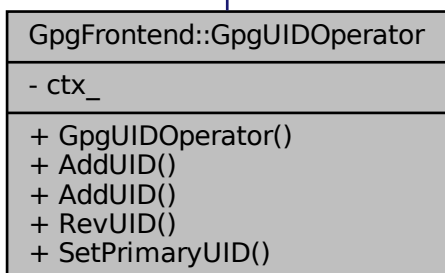 GpgFrontend::GpgUIDOperator
- ctx_
+ GpgUIDOperator()
+ AddUID()
+ AddUID()
+ RevUID()
+ SetPrimaryUID()